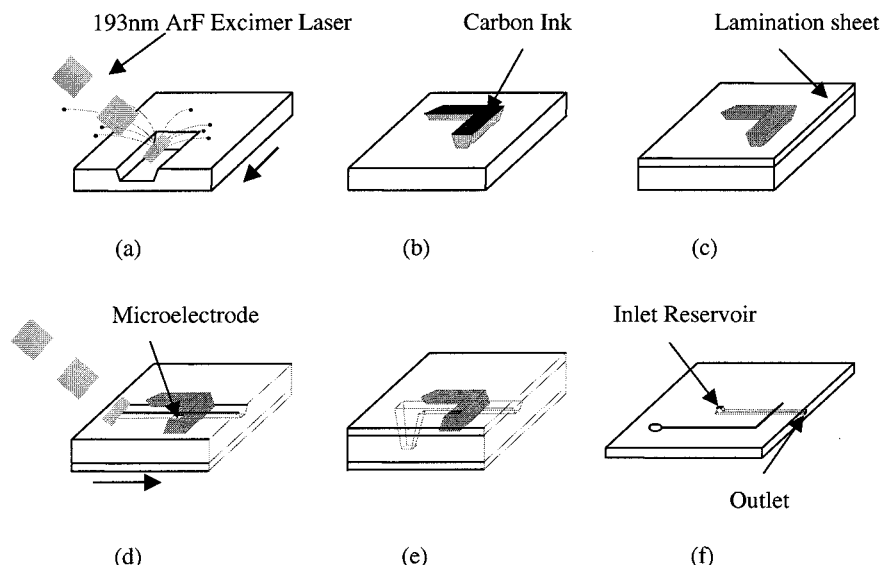 193nm ArF Excimer Laser
Carbon Ink
Lamination sheet
(a)
(b)
(c)
Microelectrode
Inlet Reservoir
Outlet
(d)
(e)
(f)